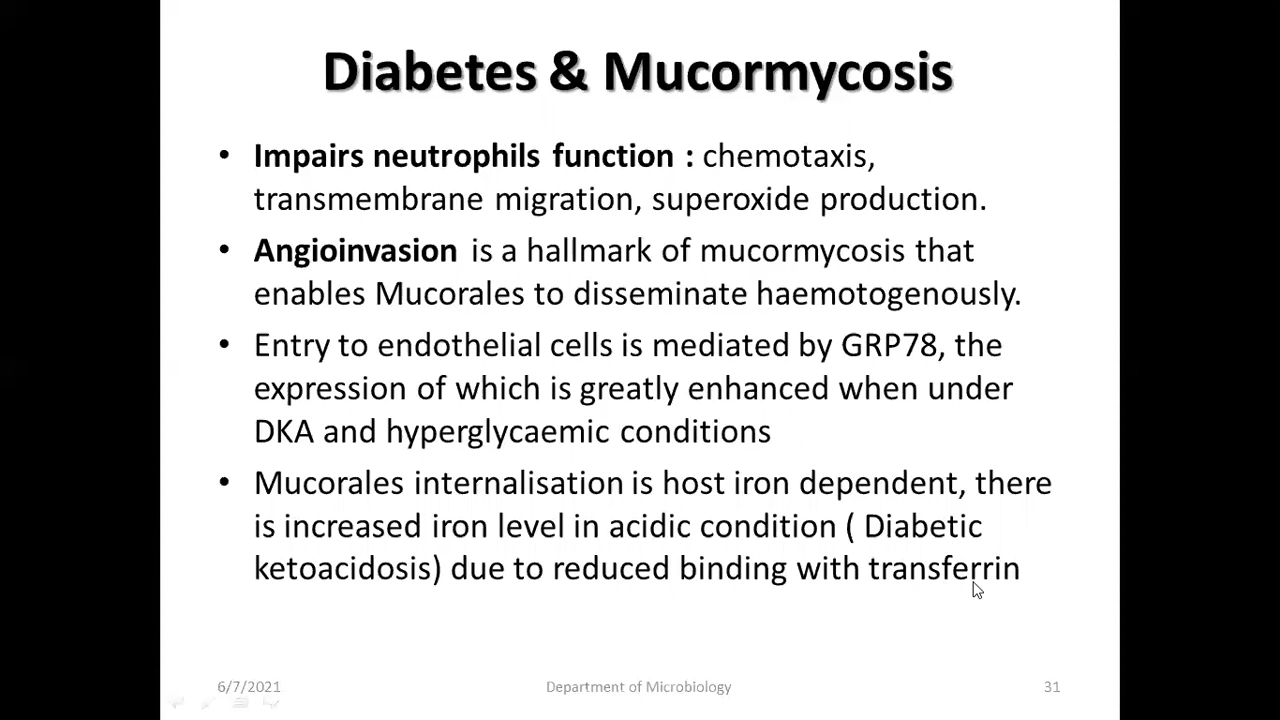 Diabetes & Mucormycosis
• Impairs neutrophils function : chemotaxis,
transmembrane migration, superoxide production.
• Angioinvasion is a hallmark of mucormycosis that
enables Mucorales to disseminate haemotogenously.
• Entry to endothelial cells is mediated by GRP78, the
expression of which is greatly enhanced when under
DKA and hyperglycaemic conditions
• Mucorales internalisation is host iron dependent, there
is increased iron level in acidic condition ( Diabetic
ketoacidosis) due to reduced binding with transferrin
6/7/2021 Department of Microbiology 31